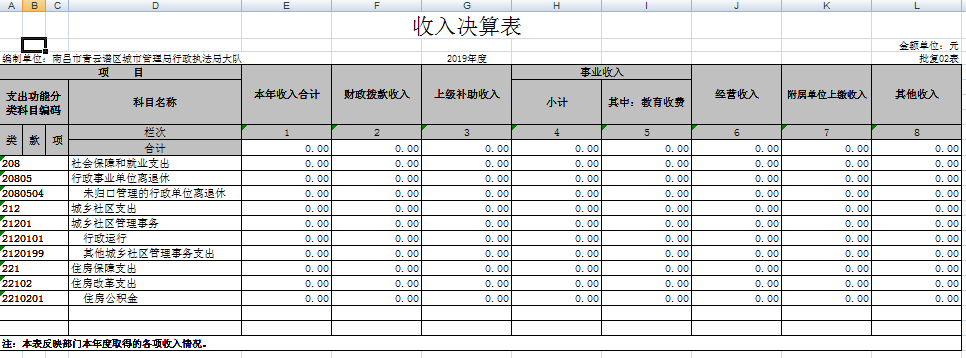 A B C D E F G H I J K L
收入决算表
金额单位：元
编制单位：南昌市青云谱区城市管理局行政执法局大队 2019年度 批复02表
项 目 本年收入合计 财政拨款收入 上级补助收入 事业收入 经营收入 附属单位上缴收入 其他收入
支出功能分类科目编码 科目名称 小计 其中：教育收费
类 款 项 栏次 1 2 3 4 5 6 7 8
合计 0.00 0.00 0.00 0.00 0.00 0.00 0.00 0.00
208 社会保障和就业支出 0.00 0.00 0.00 0.00 0.00 0.00 0.00 0.00
20805 行政事业单位离退休 0.00 0.00 0.00 0.00 0.00 0.00 0.00 0.00
2080504 未归口管理的行政单位离退休 0.00 0.00 0.00 0.00 0.00 0.00 0.00 0.00
212 城乡社区支出 0.00 0.00 0.00 0.00 0.00 0.00 0.00 0.00
21201 城乡社区管理事务 0.00 0.00 0.00 0.00 0.00 0.00 0.00 0.00
2120101 行政运行 0.00 0.00 0.00 0.00 0.00 0.00 0.00 0.00
2120199 其他城乡社区管理事务支出 0.00 0.00 0.00 0.00 0.00 0.00 0.00 0.00
221 住房保障支出 0.00 0.00 0.00 0.00 0.00 0.00 0.00 0.00
22102 住房改革支出 0.00 0.00 0.00 0.00 0.00 0.00 0.00 0.00
2210201 住房公积金 0.00 0.00 0.00 0.00 0.00 0.00 0.00 0.00
注：本表反映部门本年度取得的各项收入情况。